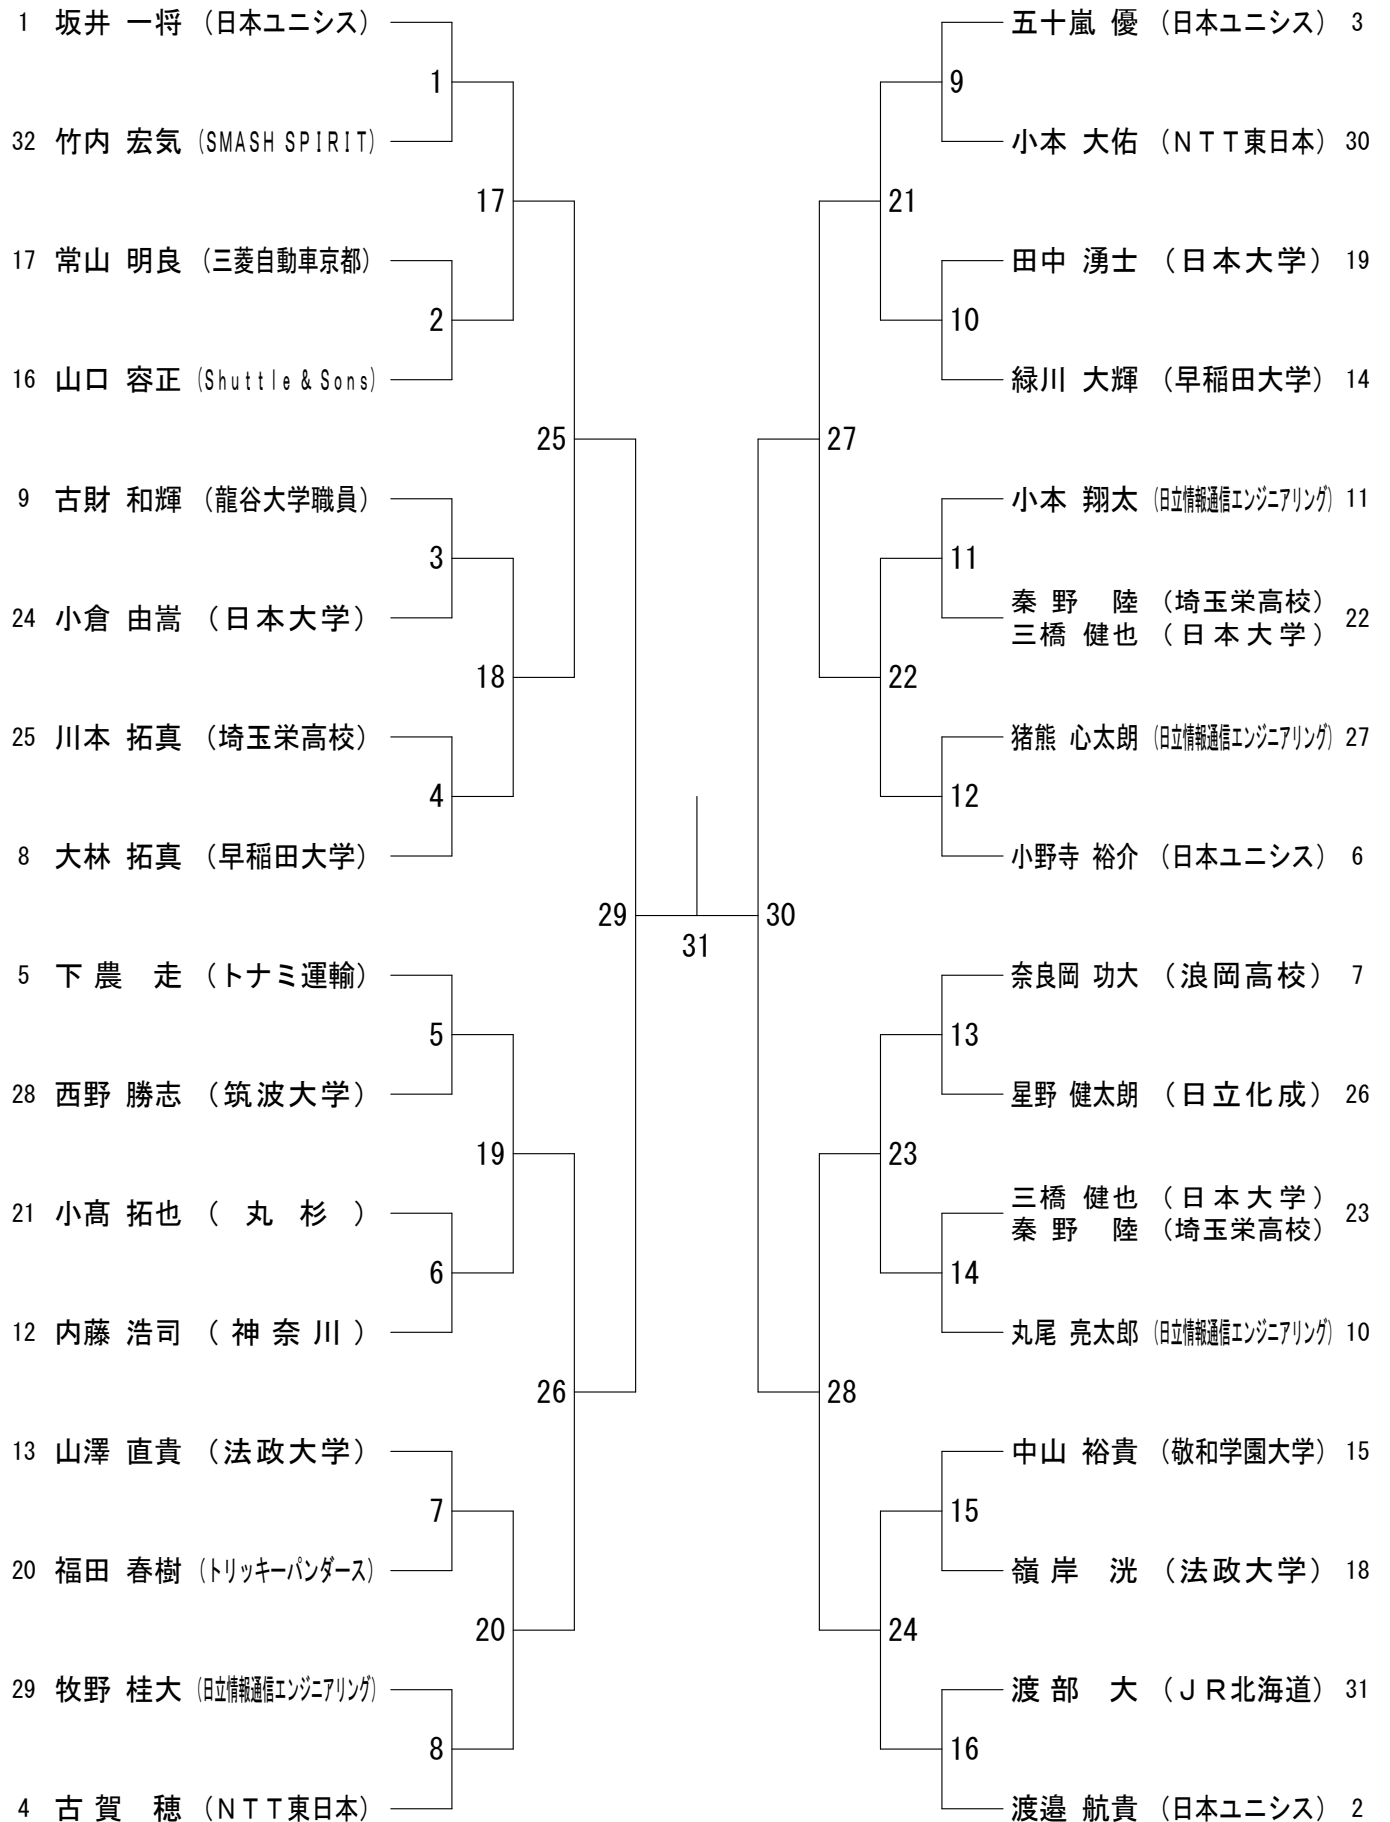 1 坂井 一将 (日本ユニシス)
1
32 竹内 宏気 (SMASH SPIRIT)
17
17 常山 明良 (三菱自動車京都)
2
16 山口 容正 (Shuttle & Sons)
25
9 古財 和輝 (龍谷大学職員)
3
24 小倉 由嵩 (日本大学)
18
25 川本 拓真 (埼玉栄高校)
4
8 大林 拓真 (早稲田大学)
29
5 下農 走 (トナミ運輸)
5
28 西野 勝志 (筑波大学)
19
21 小髙 拓也 (丸杉)
6
12 内藤 浩司 (神奈川)
26
13 山澤 直貴 (法政大学)
7
20 福田 春樹 (トリッキーパンダース)
20
29 牧野 桂大 (日立情報通信エンジニアリング)
8
4 古賀 穂 (ＮＴＴ東日本)
31
五十嵐 優 (日本ユニシス) 3
9
小本 大佑 (ＮＴＴ東日本) 30
21
田中 湧士 (日本大学) 19
10
緑川 大輝 (早稲田大学) 14
27
小本 翔太 (日立情報通信エンジニアリング) 11
11
秦野 陸 (埼玉栄高校)
三橋 健也 (日本大学)
22
22
猪熊 心太朗 (日立情報通信エンジニアリング) 27
12
小野寺 裕介 (日本ユニシス) 6
30
奈良岡 功大 (浪岡高校) 7
13
星野 健太朗 (日立化成) 26
23
三橋 健也 (日本大学)
秦野 陸 (埼玉栄高校)
23
14
丸尾 亮太郎 (日立情報通信エンジニアリング) 10
28
中山 裕貴 (敬和学園大学) 15
15
嶺岸 洸 (法政大学) 18
24
渡部 大 (ＪＲ北海道) 31
16
渡邉 航貴 (日本ユニシス) 2